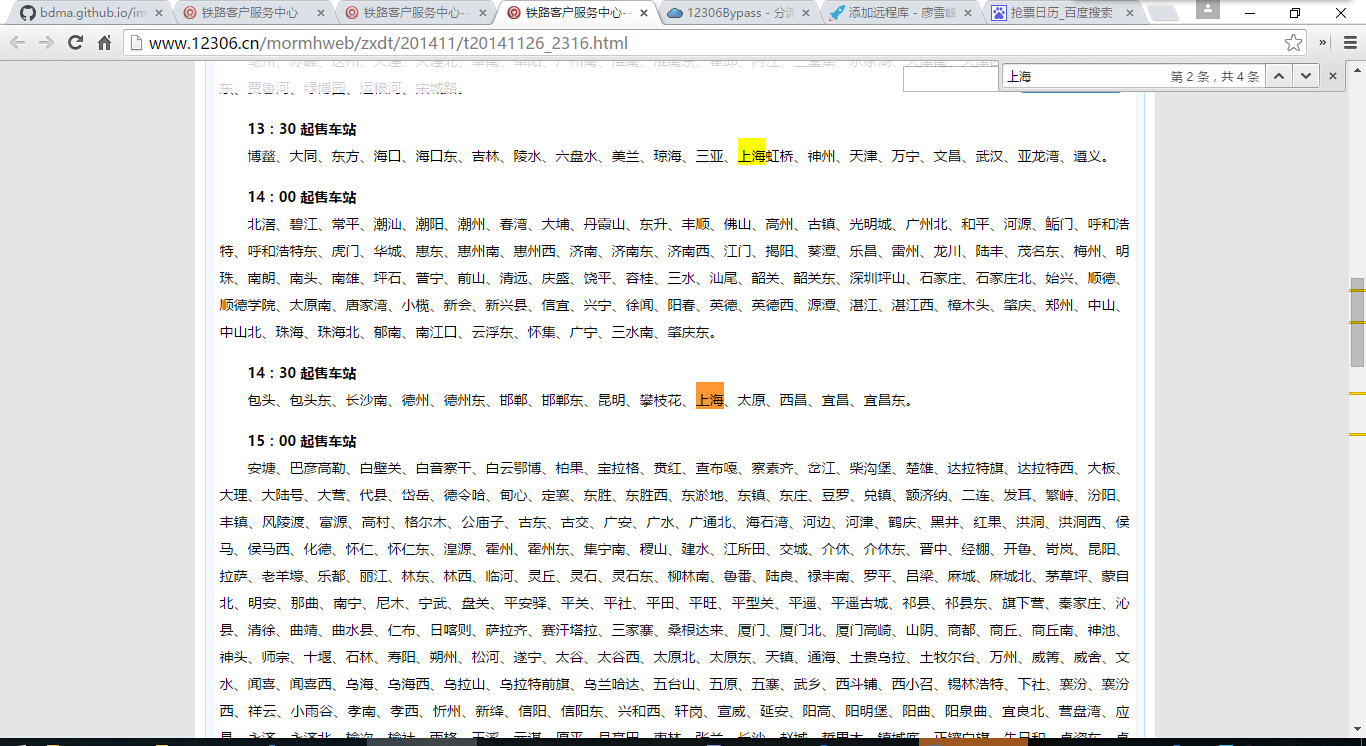 bdma.github.io/im
铁路客户服务中心
铁路客户服务中心--
铁路客户服务中心--
12306Bypass - 分流
添加远程库 - 廖雪峰
抢票日历_百度搜索
www.12306.cn/mormhweb/zxdt/201411/t20141126_2316.html
上海
第 2 条，共 4 条
东、贾鲁河、绿博园、运粮河、宋城路。
13：30 起售车站
博鳌、大同、东方、海口、海口东、吉林、陵水、六盘水、美兰、琼海、三亚、上海虹桥、神州、天津、万宁、文昌、武汉、亚龙湾、遵义。
14：00 起售车站
北滘、碧江、常平、潮汕、潮阳、潮州、春湾、大埔、丹霞山、东升、丰顺、佛山、高州、古镇、光明城、广州北、和平、河源、鲘门、呼和浩
特、呼和浩特东、虎门、华城、惠东、惠州南、惠州西、济南、济南东、济南西、江门、揭阳、葵潭、乐昌、雷州、龙川、陆丰、茂名东、梅州、明
珠、南朗、南头、南雄、坪石、普宁、前山、清远、庆盛、饶平、容桂、三水、汕尾、韶关、韶关东、深圳坪山、石家庄、石家庄北、始兴、顺德、
顺德学院、太原南、唐家湾、小榄、新会、新兴县、信宜、兴宁、徐闻、阳春、英德、英德西、源潭、湛江、湛江西、樟木头、肇庆、郑州、中山、
中山北、珠海、珠海北、郁南、南江口、云浮东、怀集、广宁、三水南、肇庆东。
14：30 起售车站
包头、包头东、长沙南、德州、德州东、邯郸、邯郸东、昆明、攀枝花、上海、太原、西昌、宜昌、宜昌东。
15：00 起售车站
安塘、巴彦高勒、白壁关、白音察干、白云鄂博、柏果、宝拉格、贲红、查布嘎、察素齐、岔江、柴沟堡、楚雄、达拉特旗、达拉特西、大板、
大理、大陆号、大营、代县、岱岳、德令哈、甸心、定襄、东胜、东胜西、东淤地、东镇、东庄、豆罗、兑镇、额济纳、二连、发耳、繁峙、汾阳、
丰镇、风陵渡、富源、高村、格尔木、公庙子、古东、古交、广安、广水、广通北、海石湾、河边、河津、鹤庆、黑井、红果、洪洞、洪洞西、侯
马、侯马西、化德、怀仁、怀仁东、湟源、霍州、霍州东、集宁南、稷山、建水、江所田、交城、介休、介休东、晋中、经棚、开鲁、岢岚、昆阳、
拉萨、老羊壕、乐都、丽江、林东、林西、临河、灵丘、灵石、灵石东、柳林南、鲁番、陆良、禄丰南、罗平、吕梁、麻城、麻城北、茅草坪、蒙自
北、明安、那曲、南宁、尼木、宁武、盘关、平安驿、平关、平社、平田、平旺、平型关、平遥、平遥古城、祁县、祁县东、旗下营、秦家庄、沁
县、清徐、曲靖、曲水县、仁布、日喀则、萨拉齐、赛汗塔拉、三家寨、桑根达来、厦门、厦门北、厦门高崎、山阴、商都、商丘、商丘南、神池、
神头、师宗、十堰、石林、寿阳、朔州、松河、遂宁、太谷、太谷西、太原北、太原东、天镇、通海、土贵乌拉、土牧尔台、万州、威箐、威舍、文
水、闻喜、闻喜西、乌海、乌海西、乌拉山、乌拉特前旗、乌兰哈达、五台山、五原、五寨、武乡、西斗铺、西小召、锡林浩特、下社、襄汾、襄汾
西、祥云、小雨谷、孝南、孝西、忻州、新绛、信阳、信阳东、兴和西、轩岗、宣威、延安、阳高、阳明堡、阳曲、阳泉曲、宜良北、营盘湾、应